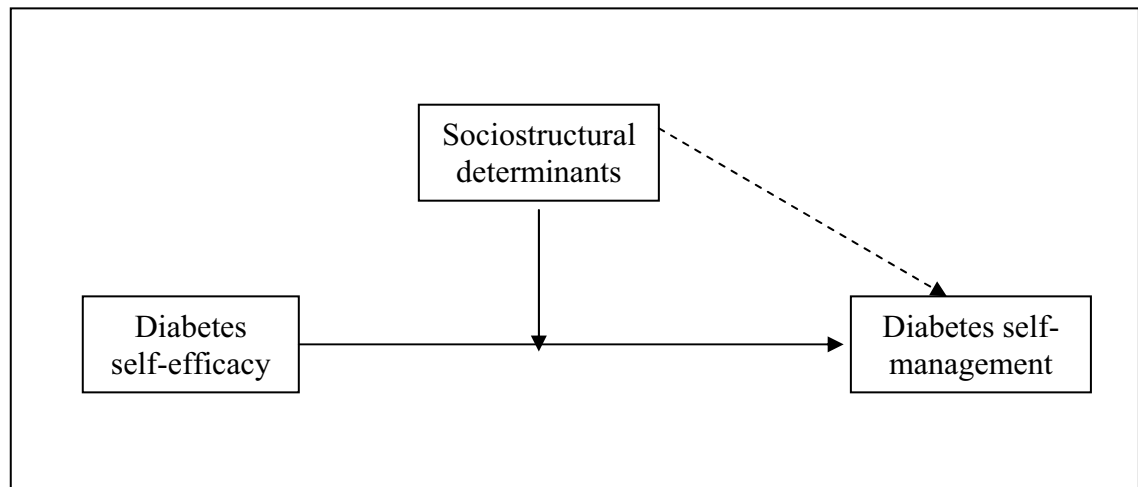 Sociostructural
determinants
Diabetes
self-efficacy
Diabetes self-
management